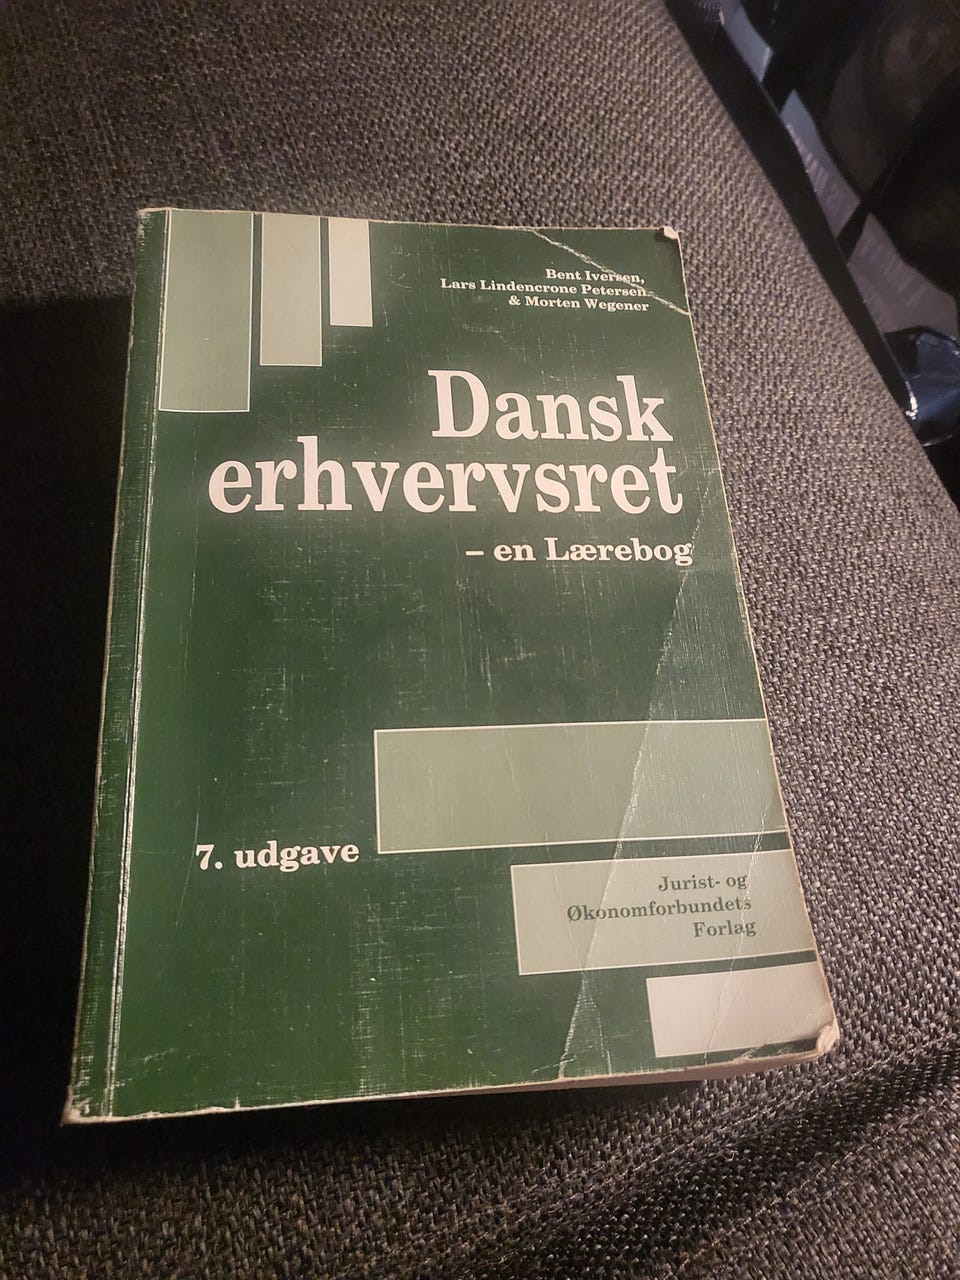 Bent Iversen,
Lars Lindencrone Petersen
& Morten Wegener
Dansk
erhvervsret
– en Lærebog
7. udgave
Jurist- og
Økonomforbundets
Forlag